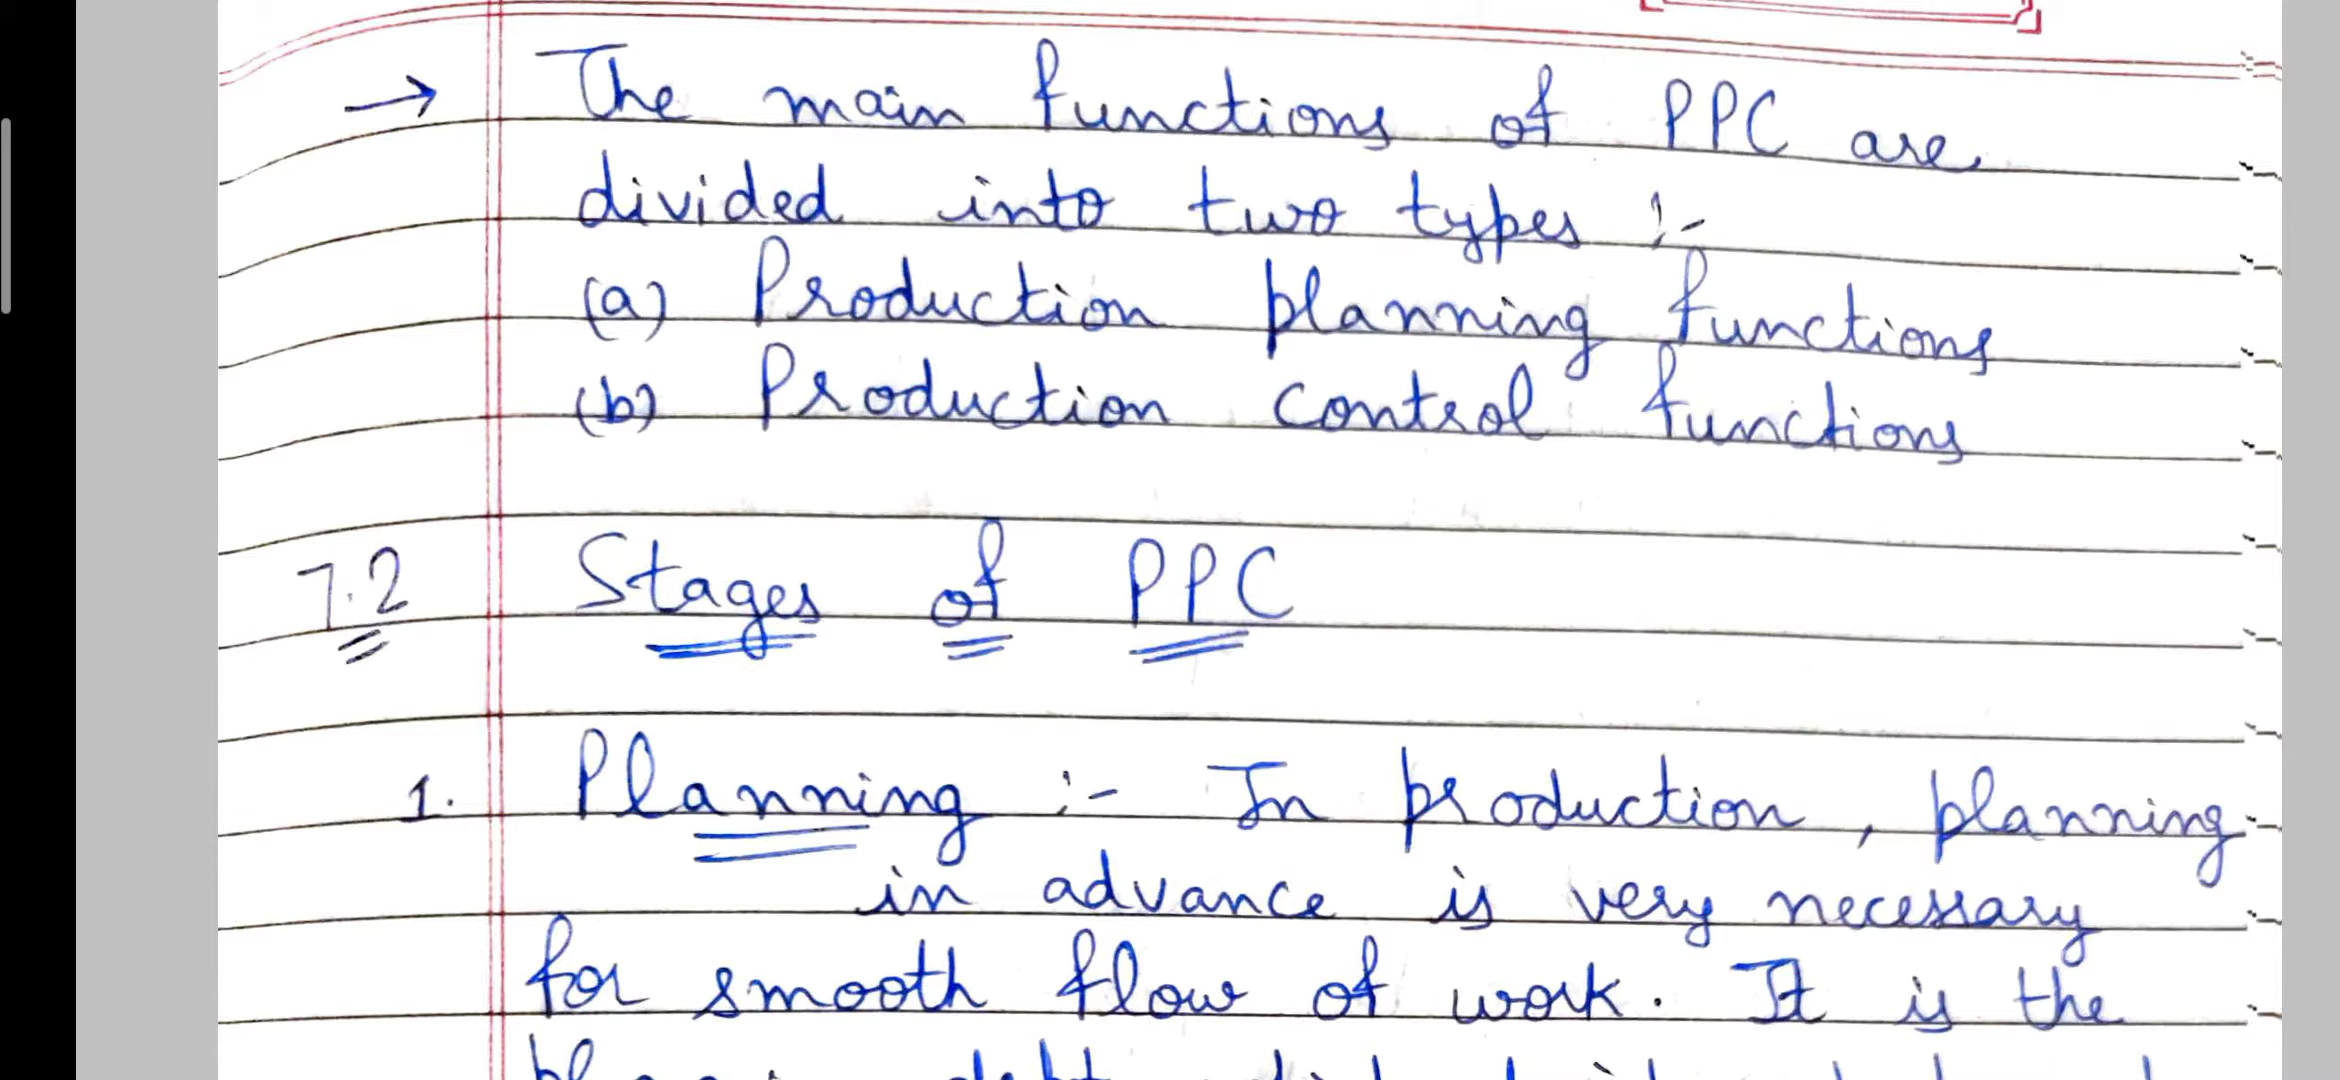 → The main functions of PPC are
divided into two types :-
(a) Production planning functions
(b) Production control functions
7.2 Stages of PPC
1. Planning :- In production, planning
in advance is very necessary
for smooth flow of work. It is the